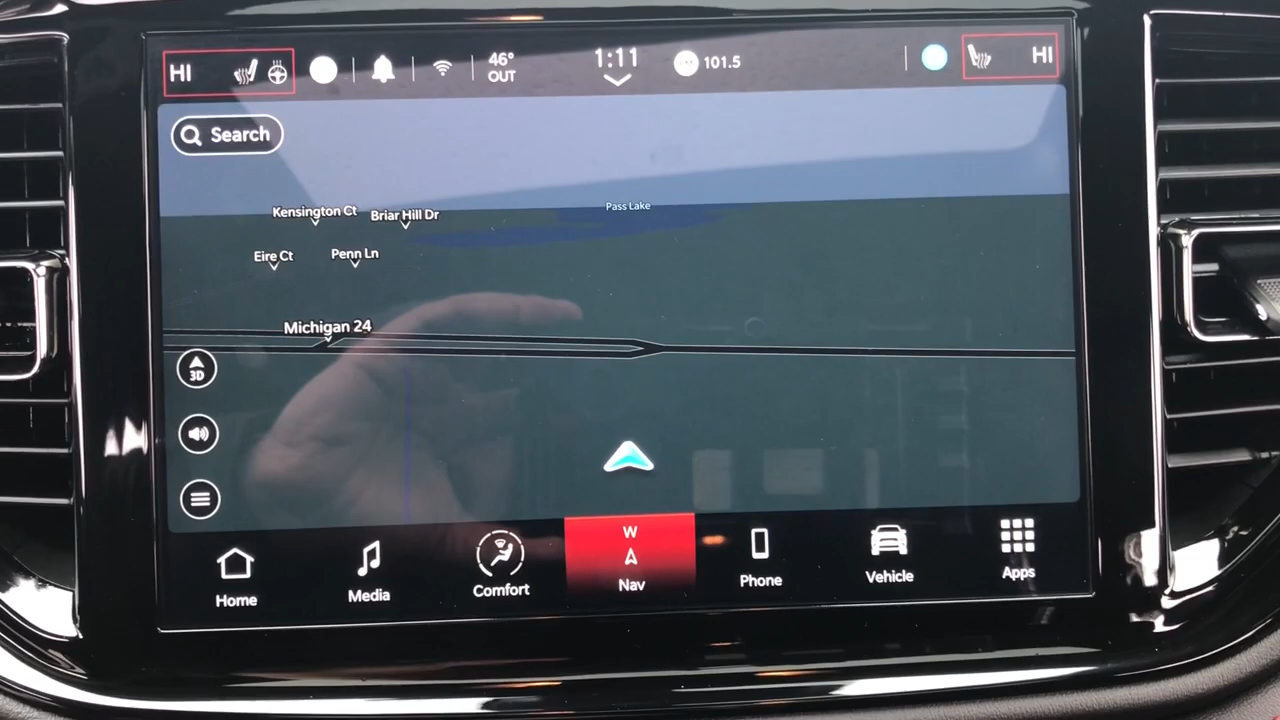 HI
46°
OUT
1:11
101.5
HI
Search
Pass Lake
Kensington Ct
Briar Hill Dr
Eire Ct
Penn Ln
Michigan 24
3D
W
Home
Media
Comfort
Nav
Phone
Vehicle
Apps